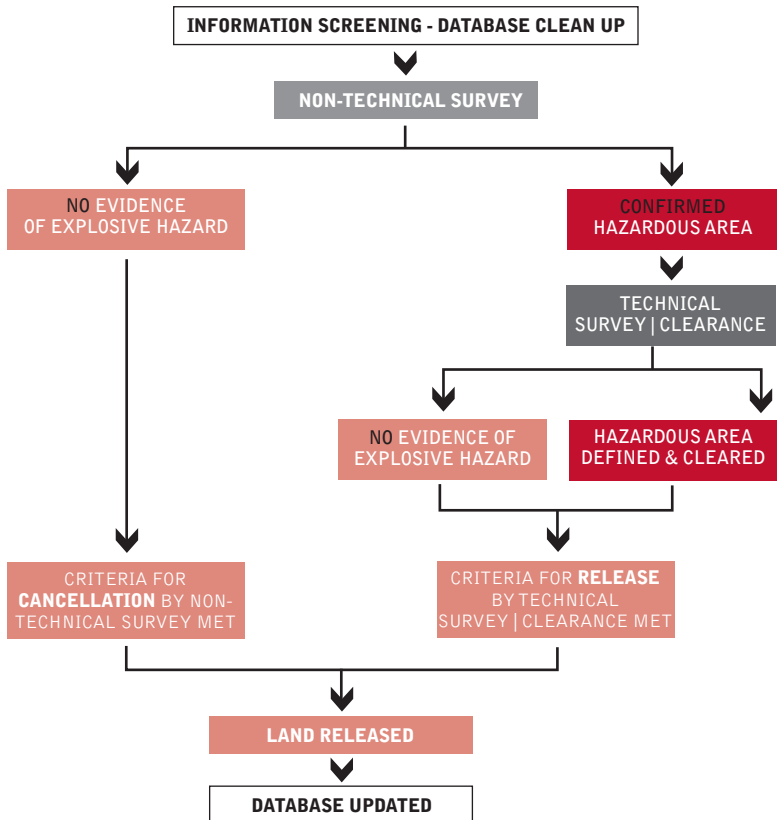 INFORMATION SCREENING - DATABASE CLEAN UP
NON-TECHNICAL SURVEY
NO EVIDENCE
OF EXPLOSIVE HAZARD
CONFIRMED
HAZARDOUS AREA
TECHNICAL
SURVEY | CLEARANCE
NO EVIDENCE OF
EXPLOSIVE HAZARD
HAZARDOUS AREA
DEFINED & CLEARED
CRITERIA FOR
CANCELLATION BY NON-
TECHNICAL SURVEY MET
CRITERIA FOR RELEASE
BY TECHNICAL
SURVEY | CLEARANCE MET
LAND RELEASED
DATABASE UPDATED